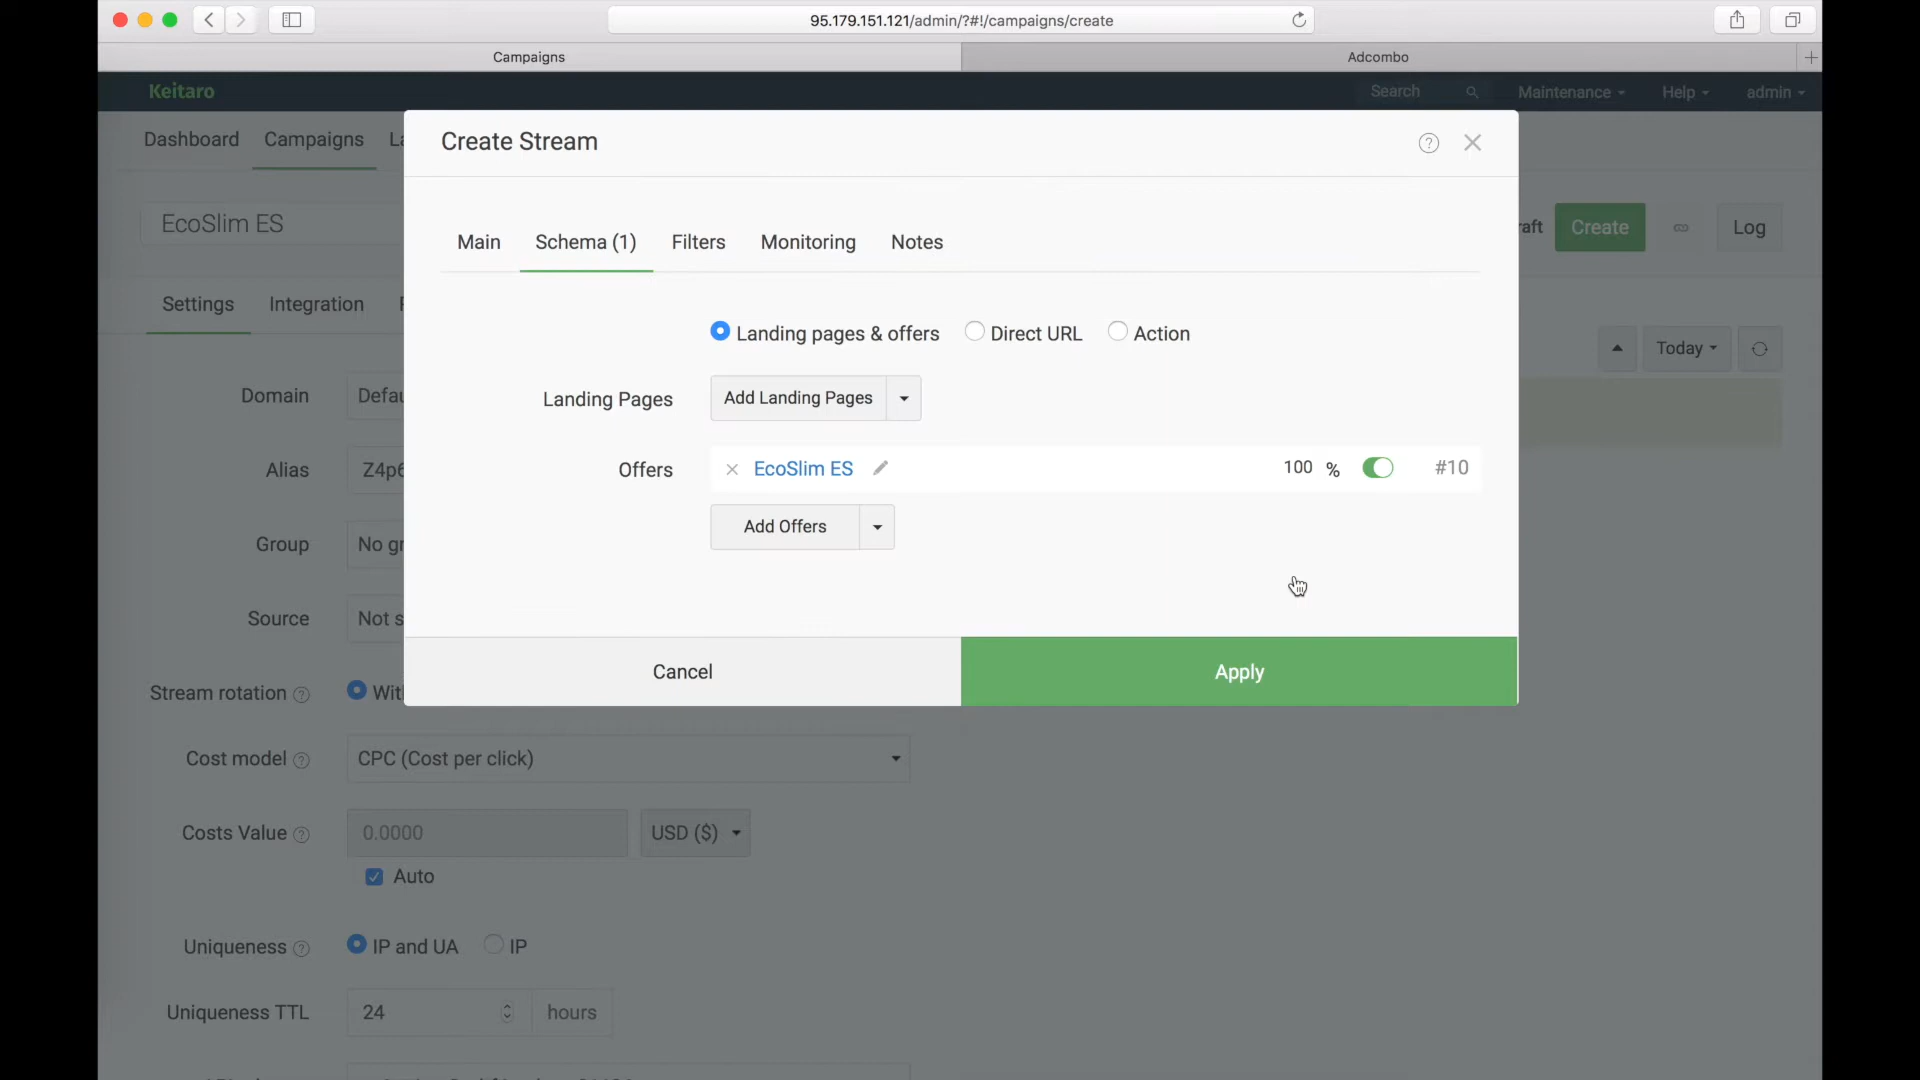 95.179.151.121/admin/?#!/campaigns/create
Campaigns
Adcombo
Keitaro
Search
Maintenance
Help
admin
Dashboard
Campaigns
Create Stream
EcoSlim ES
Create
Log
Main
Schema (1)
Filters
Monitoring
Notes
Settings
Integration
Landing pages & offers
Direct URL
Action
Today
Domain
Landing Pages
Add Landing Pages
Alias
Z4p6
Offers
EcoSlim ES
100 %
#10
Add Offers
Group
Source
Cancel
Apply
Stream rotation
Cost model
CPC (Cost per click)
Costs Value
0.0000
USD ($)
Auto
Uniqueness
IP and UA
IP
Uniqueness TTL
24
hours